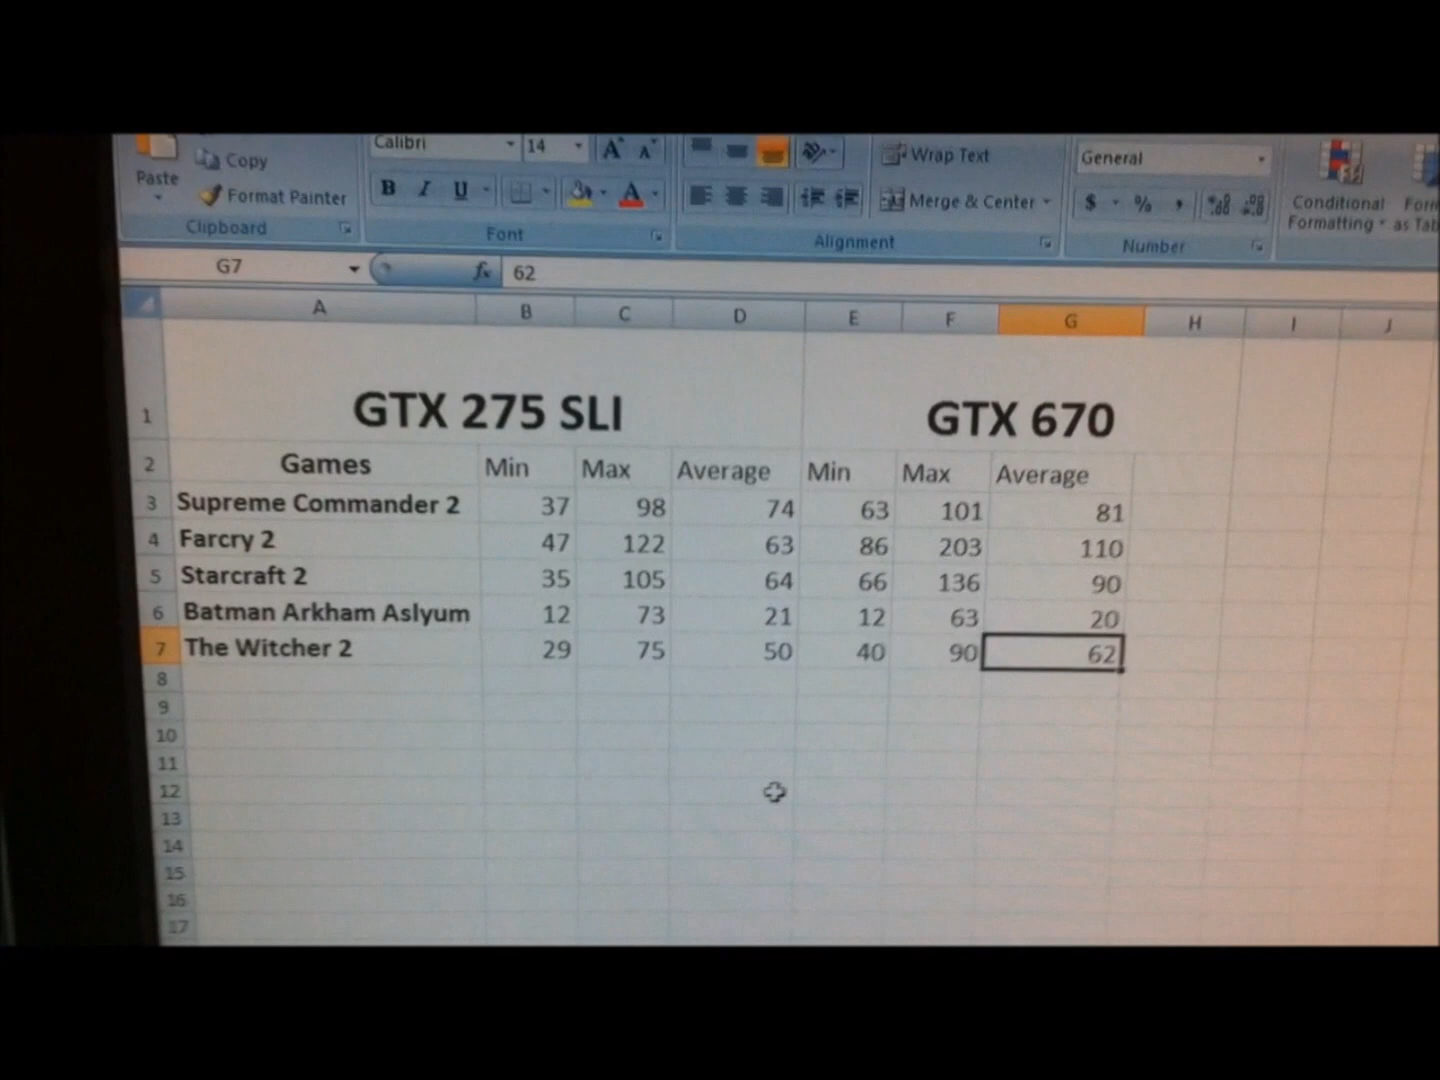 Calibri 14 A A
Copy
Paste
Format Painter
B I U A
Wrap Text
Merge & Center
General
$ % ,
Conditional
Formatting
as
Clipboard Font Alignment Number
G7 fx 62
A B C D E F G H I J
1 GTX 275 SLI GTX 670
2 Games Min Max Average Min Max Average
3 Supreme Commander 2 37 98 74 63 101 81
4 Farcry 2 47 122 63 86 203 110
5 Starcraft 2 35 105 64 66 136 90
6 Batman Arkham Aslyum 12 73 21 12 63 20
7 The Witcher 2 29 75 50 40 90 62
8
9
10
11
12
13
14
15
16
17